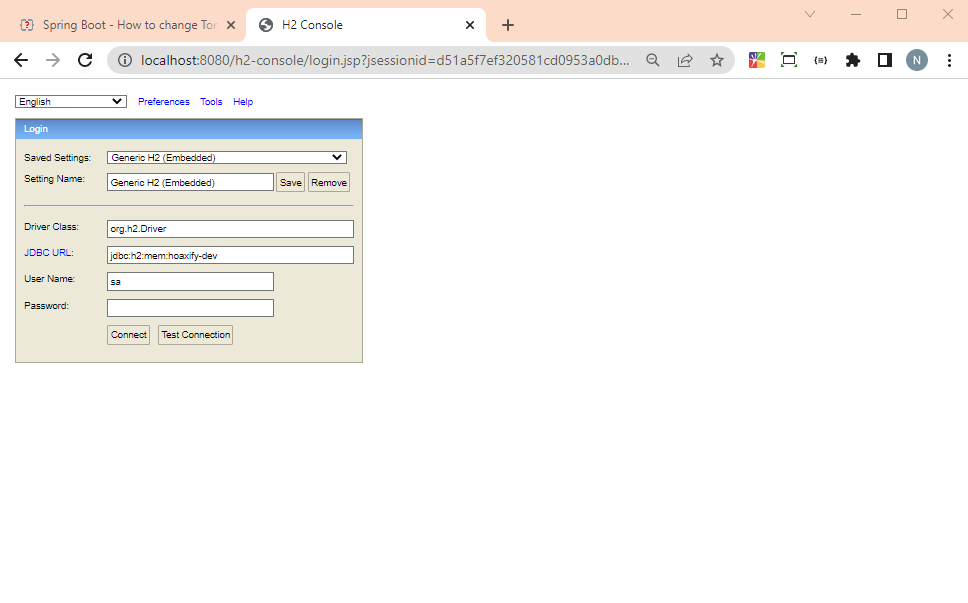 Spring Boot - How to change Ton
H2 Console
localhost:8080/h2-console/login.jsp?jsessionid=d51a5f7ef320581cd0953a0db...
N
English Preferences Tools Help
Login
Saved Settings: Generic H2 (Embedded)
Setting Name: Generic H2 (Embedded) Save Remove
Driver Class: org.h2.Driver
JDBC URL: jdbc:h2:mem:hoaxify-dev
User Name: sa
Password:
Connect Test Connection